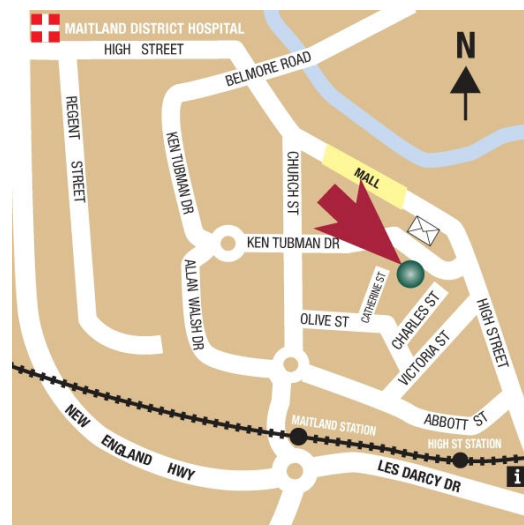 MAITLAND DISTRICT HOSPITAL
HIGH STREET
N
BELMORE ROAD
REGENT STREET
KEN TUBMAN DR
CHURCH ST
MALL
KEN TUBMAN DR
ALLAN WALSH DR
CATHERINE ST
OLIVE ST
CHARLES ST
HIGH STREET
VICTORIA ST
ABBOTT ST
MAITLAND STATION
HIGH ST STATION
NEW ENGLAND HWY
LES DARCY DR
i